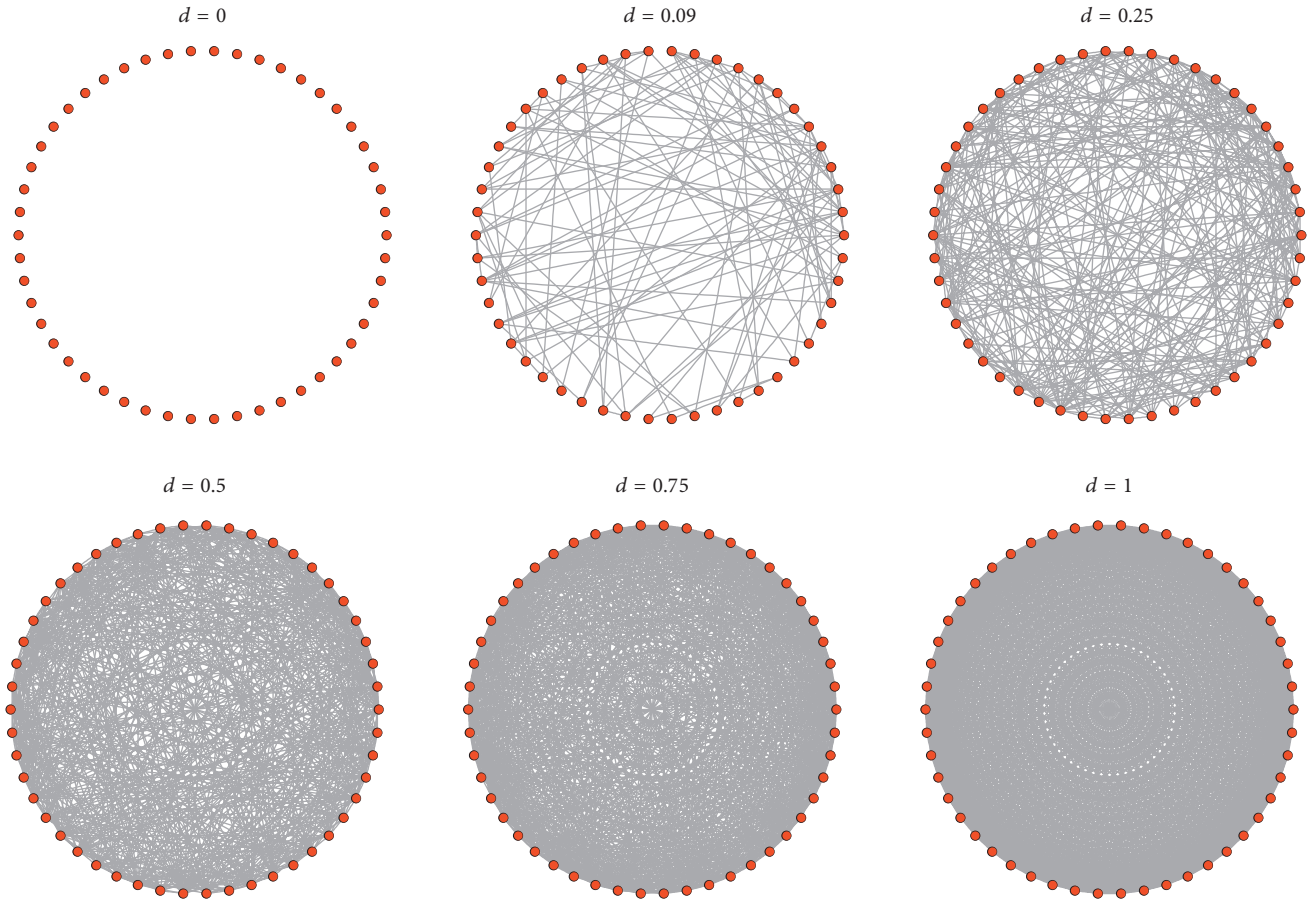 d = 0
d = 0.09
d = 0.25
d = 0.5
d = 0.75
d = 1